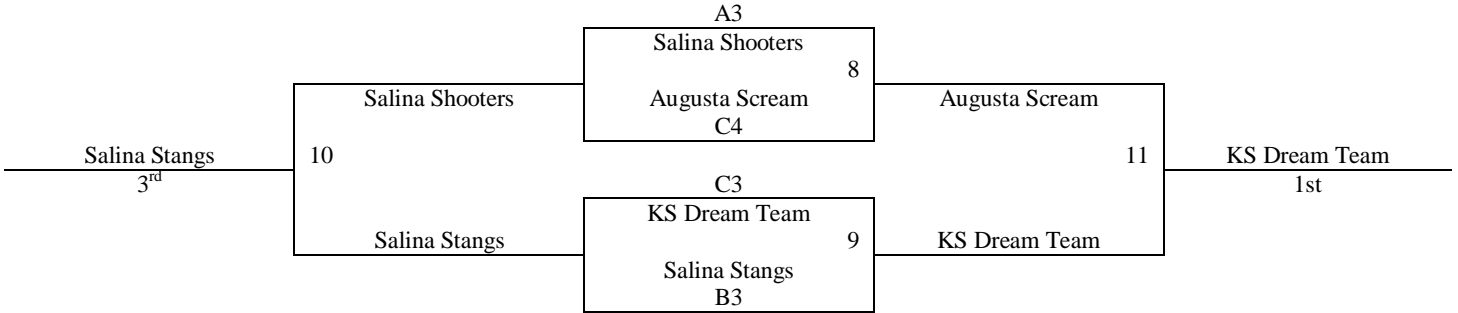 A3
Salina Shooters
8
Salina Shooters
Augusta Scream
Augusta Scream
C4
Salina Stangs
10
11
KS Dream Team
3rd
C3
1st
KS Dream Team
Salina Stangs
9
KS Dream Team
Salina Stangs
B3